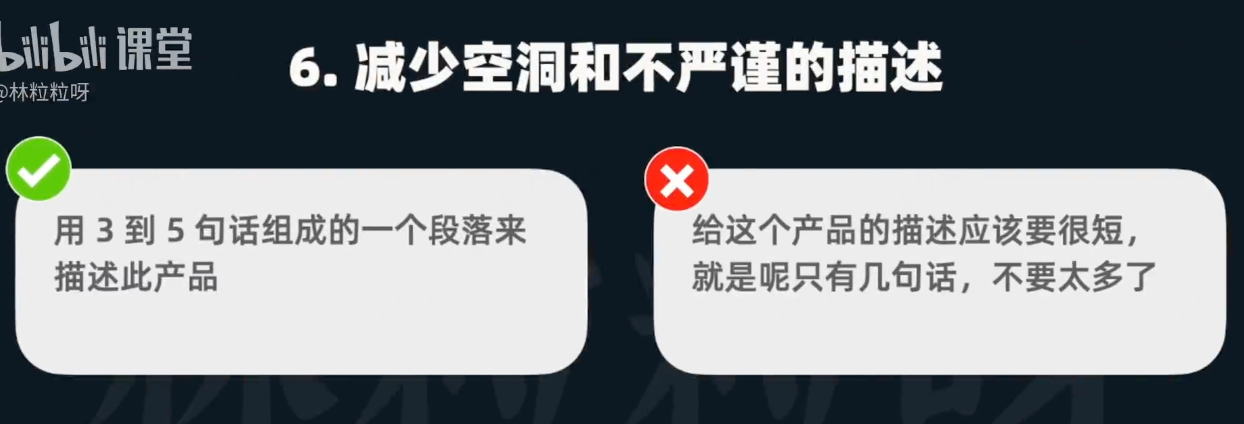 bilibili 课堂
@林粒粒呀
6. 减少空洞和不严谨的描述
用 3 到 5 句话组成的一个段落来
描述此产品
给这个产品的描述应该要很短，
就是呢只有几句话，不要太多了